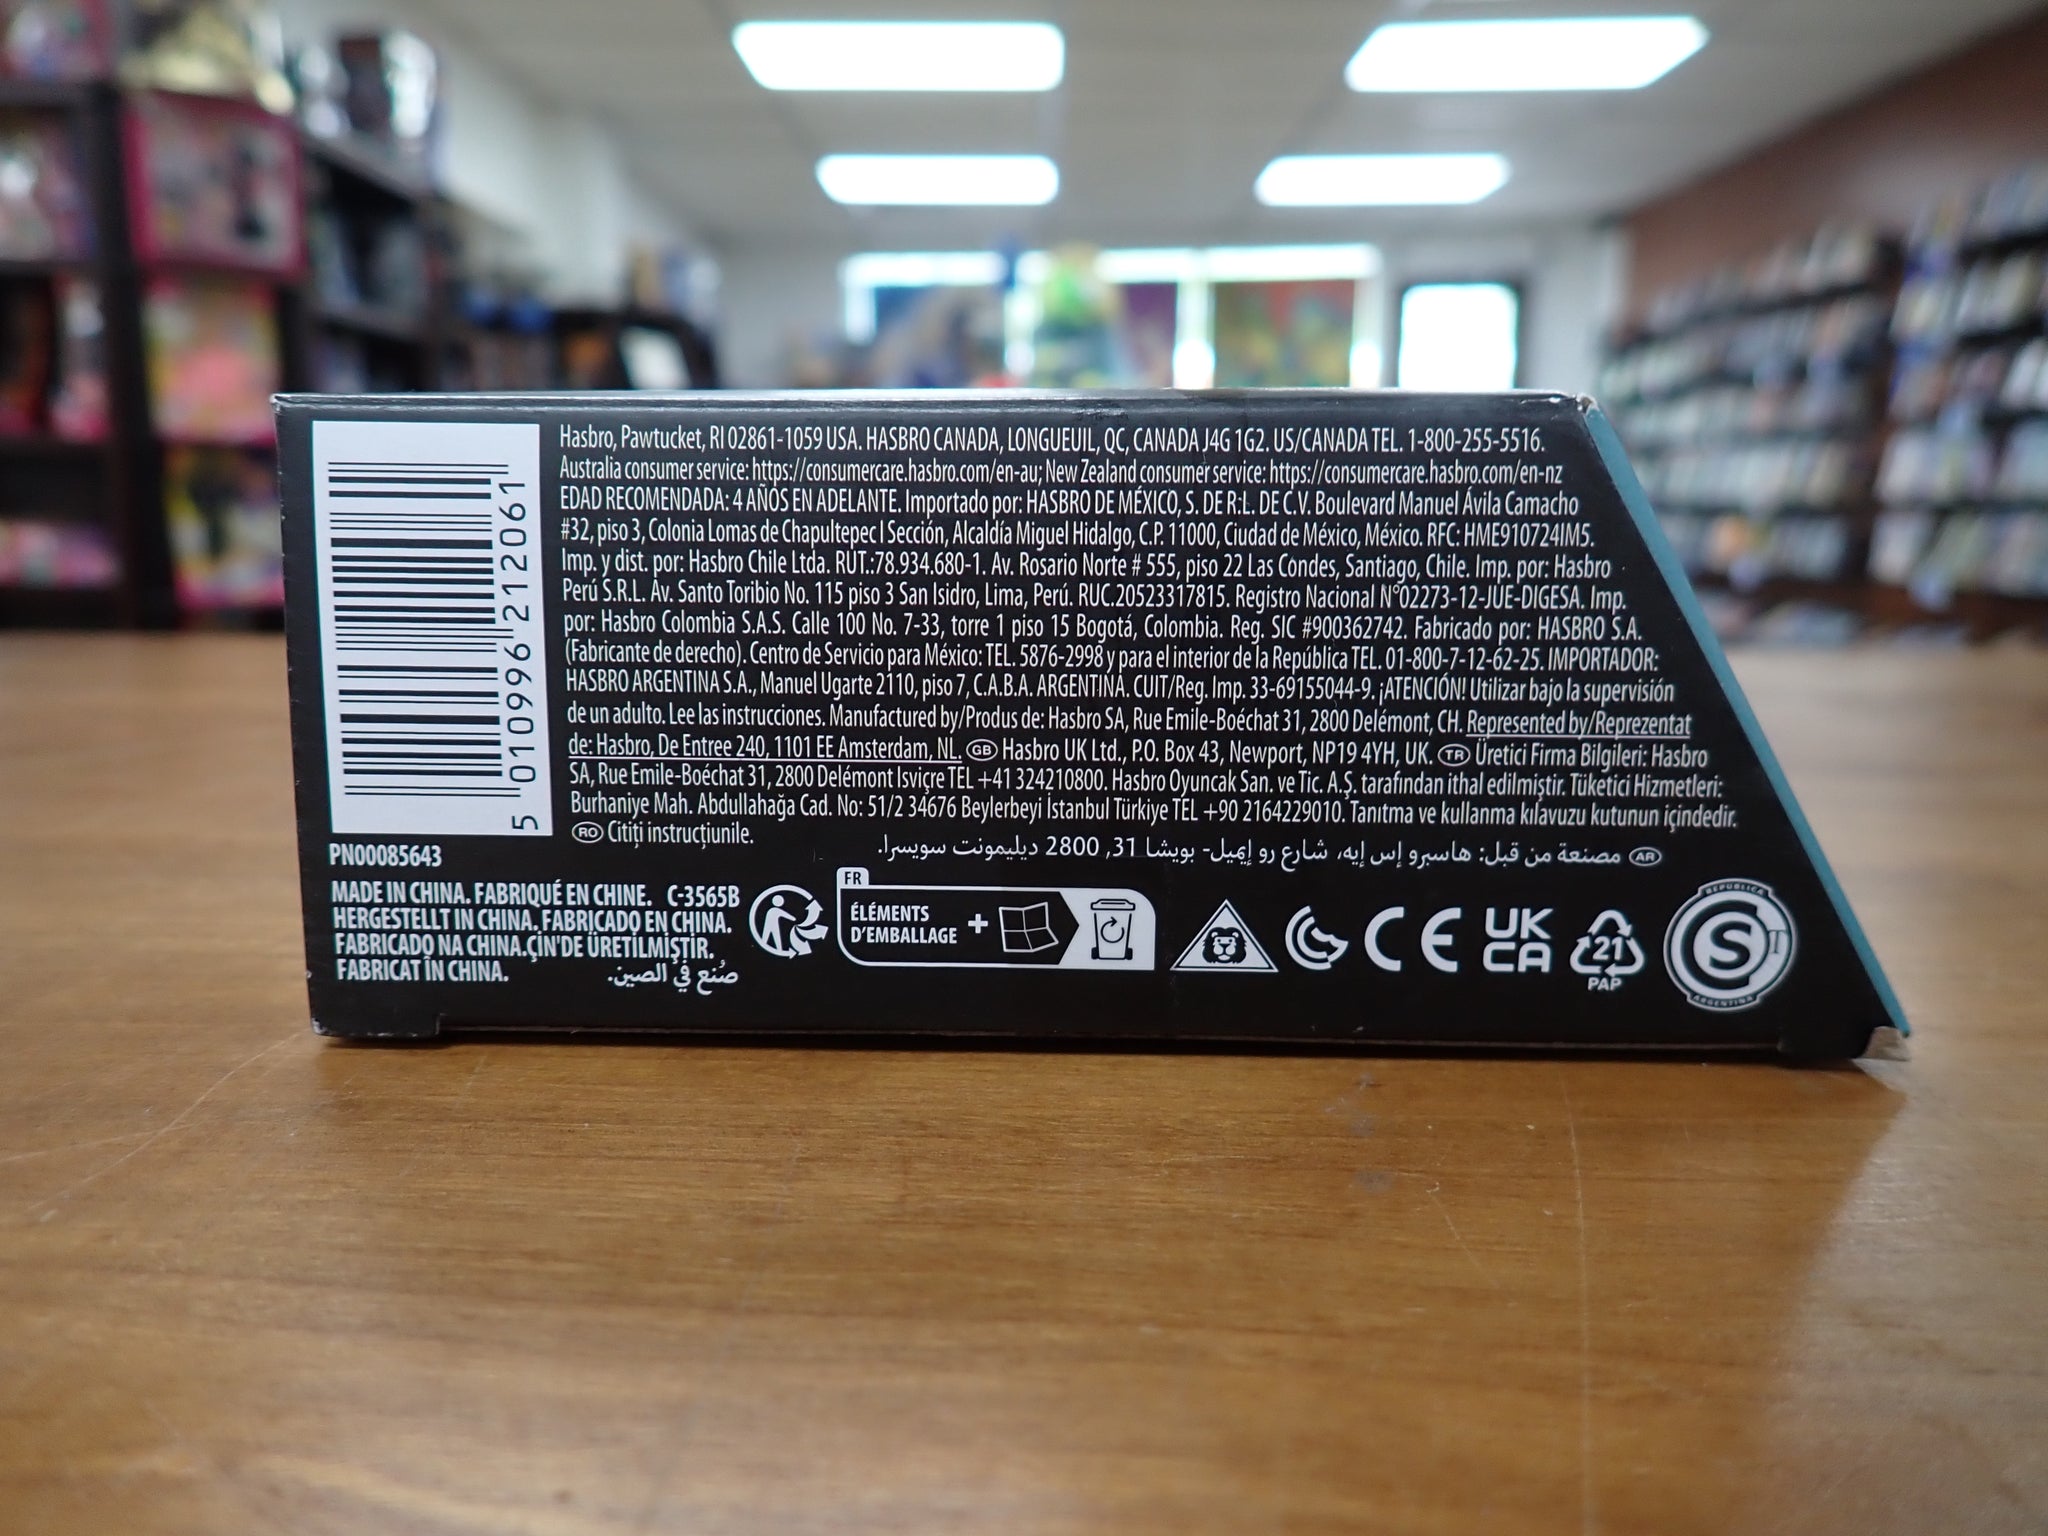 Hasbro, Pawtucket, RI 02861-1059 USA. HASBRO CANADA, LONGUEUIL, QC, CANADA J4G 1G2. US/CANADA TEL. 1-800-255-5516.
Australia consumer service: https://consumercare.hasbro.com/en-au; New Zealand consumer service: https://consumercare.hasbro.com/en-nz
EDAD RECOMENDADA: 4 AÑOS EN ADELANTE. Importado por: HASBRO DE MÉXICO, S. DE R.L. DE C.V. Boulevard Manuel Ávila Camacho
#32, piso 3, Colonia Lomas de Chapultepec I Sección, Alcaldía Miguel Hidalgo, C.P. 11000, Ciudad de México, México. RFC: HME910724IM5.
Imp. y dist. por: Hasbro Chile Ltda. RUT.:78.934.680-1. Av. Rosario Norte # 555, piso 22 Las Condes, Santiago, Chile. Imp. por: Hasbro
Perú S.R.L. Av. Santo Toribio No. 115 piso 3 San Isidro, Lima, Perú. RUC.20523317815. Registro Nacional N°02273-12-JUE-DIGESA. Imp.
por: Hasbro Colombia S.A.S. Calle 100 No. 7-33, torre 1 piso 15 Bogotá, Colombia. Reg. SIC #900362742. Fabricado por: HASBRO S.A.
(Fabricante de derecho). Centro de Servicio para México: TEL. 5876-2998 y para el interior de la República TEL. 01-800-7-12-62-25. IMPORTADOR:
HASBRO ARGENTINA S.A., Manuel Ugarte 2110, piso 7, C.A.B.A. ARGENTINA. CUIT/Reg. Imp. 33-69155044-9. ¡ATENCIÓN! Utilizar bajo la supervisión
de un adulto. Lee las instrucciones. Manufactured by/Produs de: Hasbro SA, Rue Emile-Boéchat 31, 2800 Delémont, CH. Represented by/Reprezentat
de: Hasbro, De Entree 240, 1101 EE Amsterdam, NL. GB Hasbro UK Ltd., P.O. Box 43, Newport, NP19 4YH, UK. TR Üretici Firma Bilgileri: Hasbro
SA, Rue Emile-Boéchat 31, 2800 Delémont Isviçre TEL +41 324210800. Hasbro Oyuncak San. ve Tic. A.Ş. tarafından ithal edilmiştir. Tüketici Hizmetleri:
Burhaniye Mah. Abdullahağa Cad. No: 51/2 34676 Beylerbeyi İstanbul Türkiye TEL +90 2164229010. Tanıtma ve kullanma kılavuzu kutunun içindedir.
RO Citiți instrucțiunile.
AR مصنعة من قبل: هاسبرو إس إيه، شارع رو إيميل- بويشا 31, 2800 ديليمونت سويسرا.
5 010996 212061
PN00085643
MADE IN CHINA. FABRIQUÉ EN CHINE. C-3565B
HERGESTELLT IN CHINA. FABRICADO EN CHINA.
FABRICADO NA CHINA.ÇİN'DE ÜRETİLMİŞTİR.
FABRICAT ÎN CHINA. صُنع في الصين.
FR
ÉLÉMENTS
D'EMBALLAGE +
CE
UK
CA
21
PAP
REPUBLICA
S T
ARGENTINA